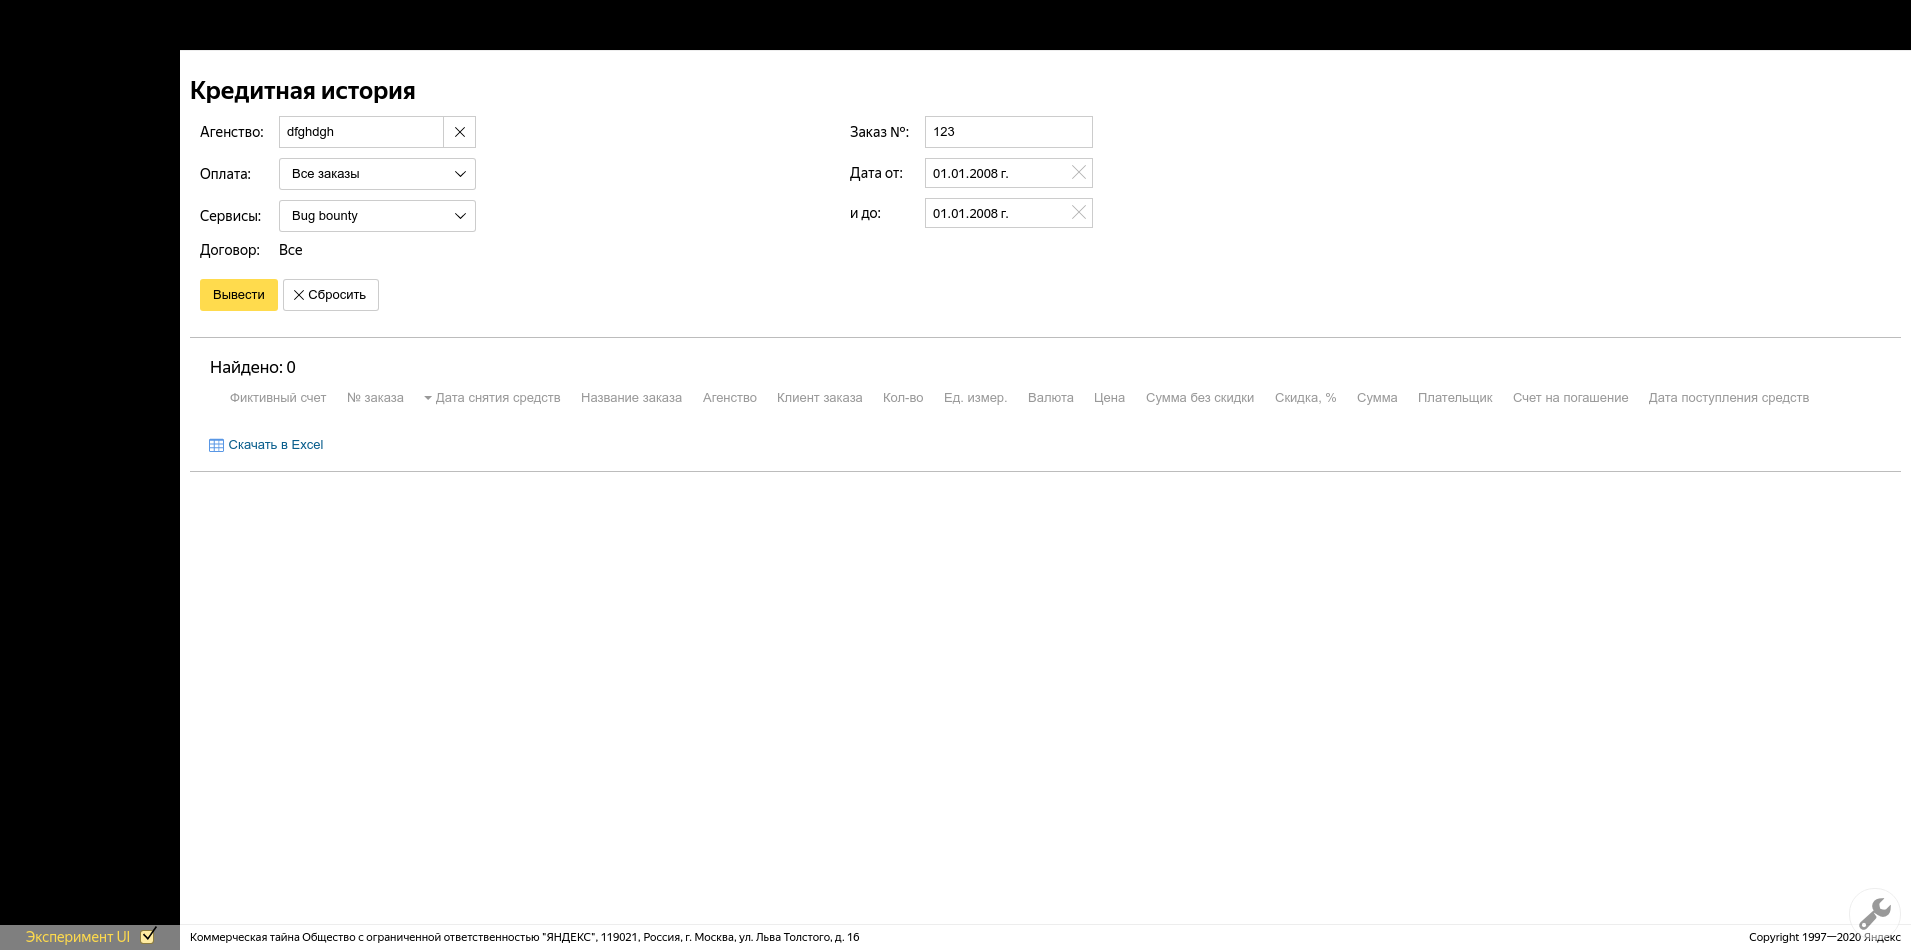 Кредитная история
Агенство: dfghdgh Заказ №: 123
Оплата: Все заказы Дата от: 01.01.2008 г.
Сервисы: Bug bounty и до: 01.01.2008 г.
Договор: Все
Вывести Сбросить
Найдено: 0
Фиктивный счет № заказа Дата снятия средств Название заказа Агенство Клиент заказа Кол-во Ед. измер. Валюта Цена Сумма без скидки Скидка, % Сумма Плательщик Счет на погашение Дата поступления средств
Скачать в Excel
Эксперимент UI Коммерческая тайна Общество с ограниченной ответственностью "ЯНДЕКС", 119021, Россия, г. Москва, ул. Льва Толстого, д. 16 Copyright 1997—2020 Яндекс